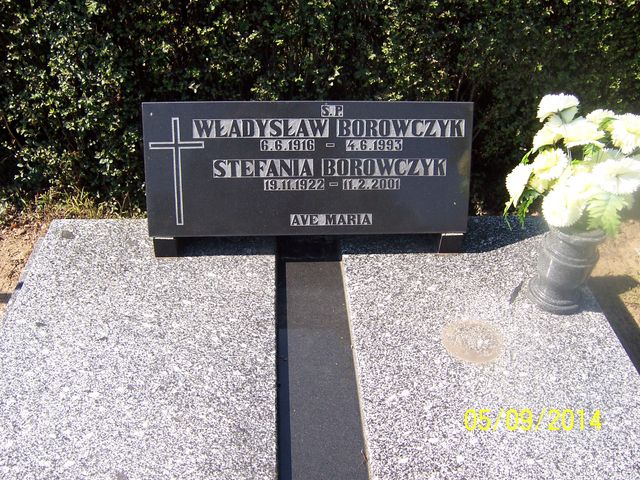 Ś.P.
WŁADYSŁAW BOROWCZYK
6.6.1916 - 4.6.1993
STEFANIA BOROWCZYK
19.11.1922 - 11.2.2001
AVE MARIA
05/09/2014